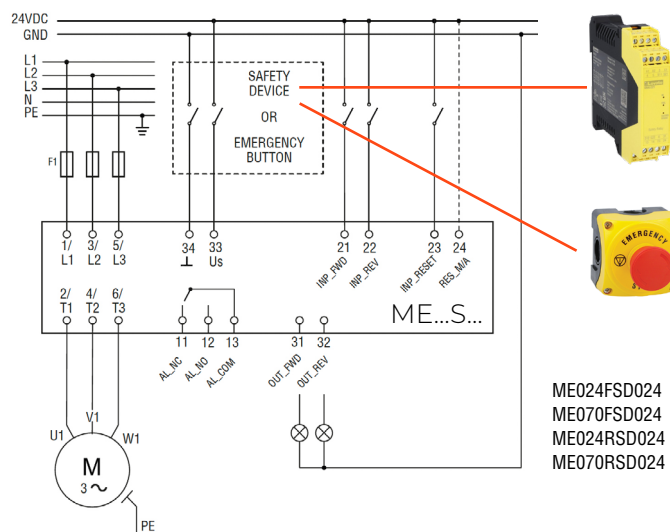 24VDC
GND
L1
L2
L3
N
PE
SAFETY
DEVICE
OR
EMERGENCY
BUTTON
F1
1/
L1
3/
L2
5/
L3
34
⊥
33
Us
21
INP_FWD
22
INP_REV
23
INP_RESET
24
RES_M/A
2/
T1
4/
T2
6/
T3
11
AL_NC
12
AL_NO
13
AL_COM
31
OUT_FWD
32
OUT_REV
ME...S...
EMERGENCY
U1
V1
W1
M
3 ~
PE
ME024FSD024
ME070FSD024
ME024RSD024
ME070RSD024